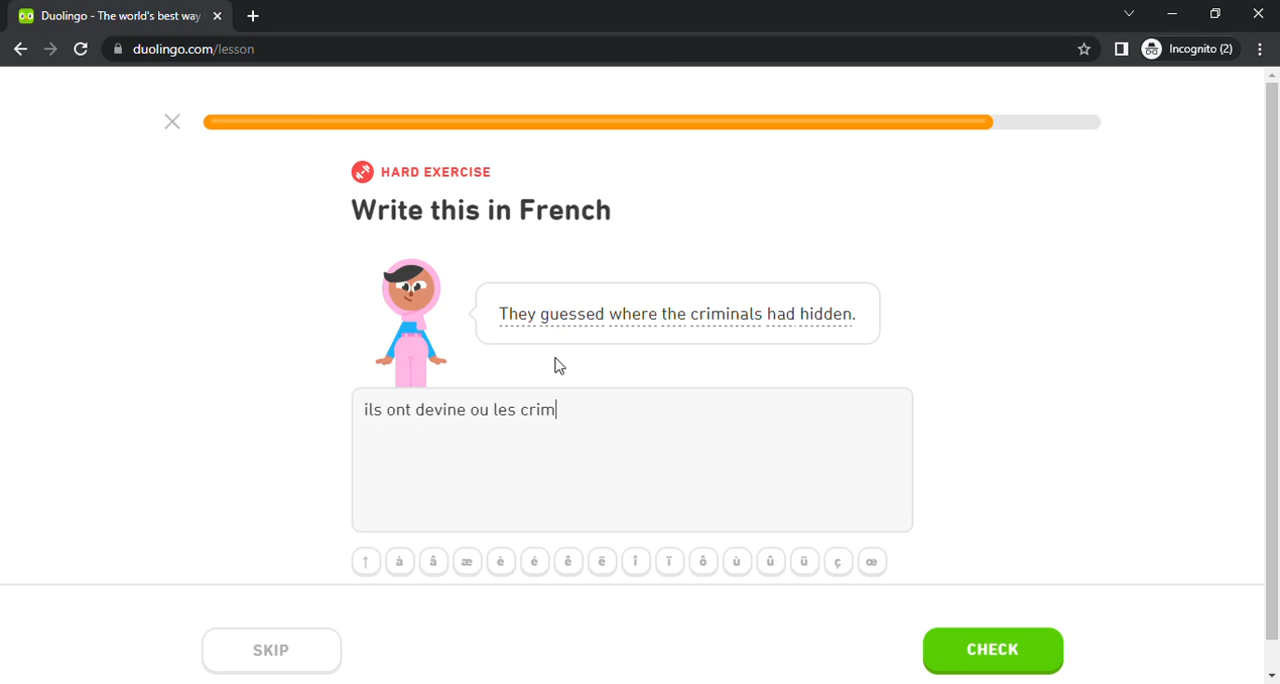 Duolingo - The world's best way
duolingo.com/lesson
Incognito (2)
HARD EXERCISE
Write this in French
They guessed where the criminals had hidden.
ils ont devine ou les crim
↑ à â æ è é ê ë î ï ô ù û ü ç œ
SKIP
CHECK